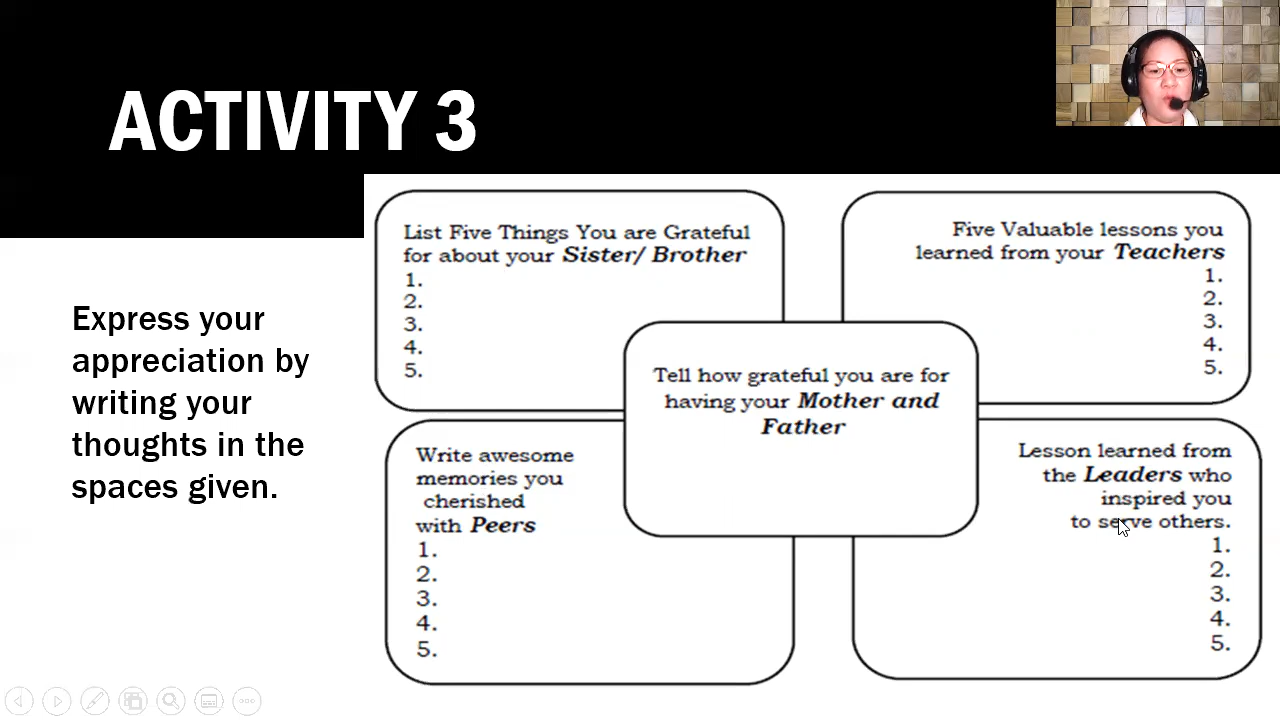 ACTIVITY 3
Express your
appreciation by
writing your
thoughts in the
spaces given.
List Five Things You are Grateful
for about your Sister/ Brother
1.
2.
3.
4.
5.
Five Valuable lessons you
learned from your Teachers
1.
2.
3.
4.
5.
Tell how grateful you are for
having your Mother and
Father
Write awesome
memories you
cherished
with Peers
1.
2.
3.
4.
5.
Lesson learned from
the Leaders who
inspired you
to serve others.
1.
2.
3.
4.
5.